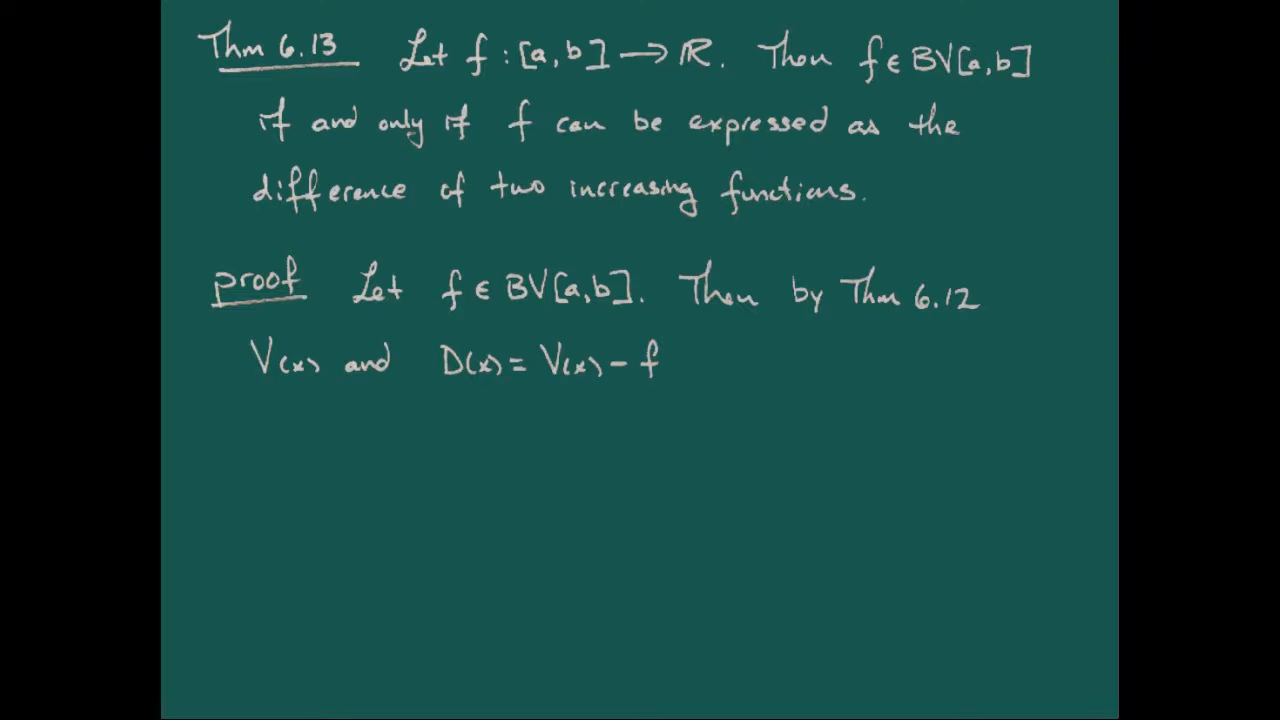 Thm 6.13 Let f : [a, b] → ℝ. Then f ∈ BV[a, b]
if and only if f can be expressed as the
difference of two increasing functions.
proof Let f ∈ BV[a, b]. Then by Thm 6.12
V(x) and D(x) = V(x) - f